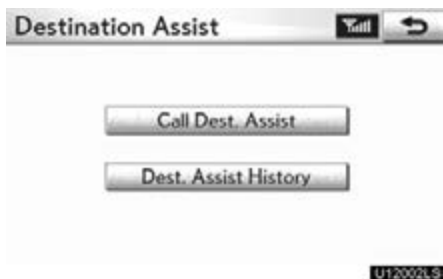 Destination Assist
Call Dest. Assist
Dest. Assist History
U12002LS